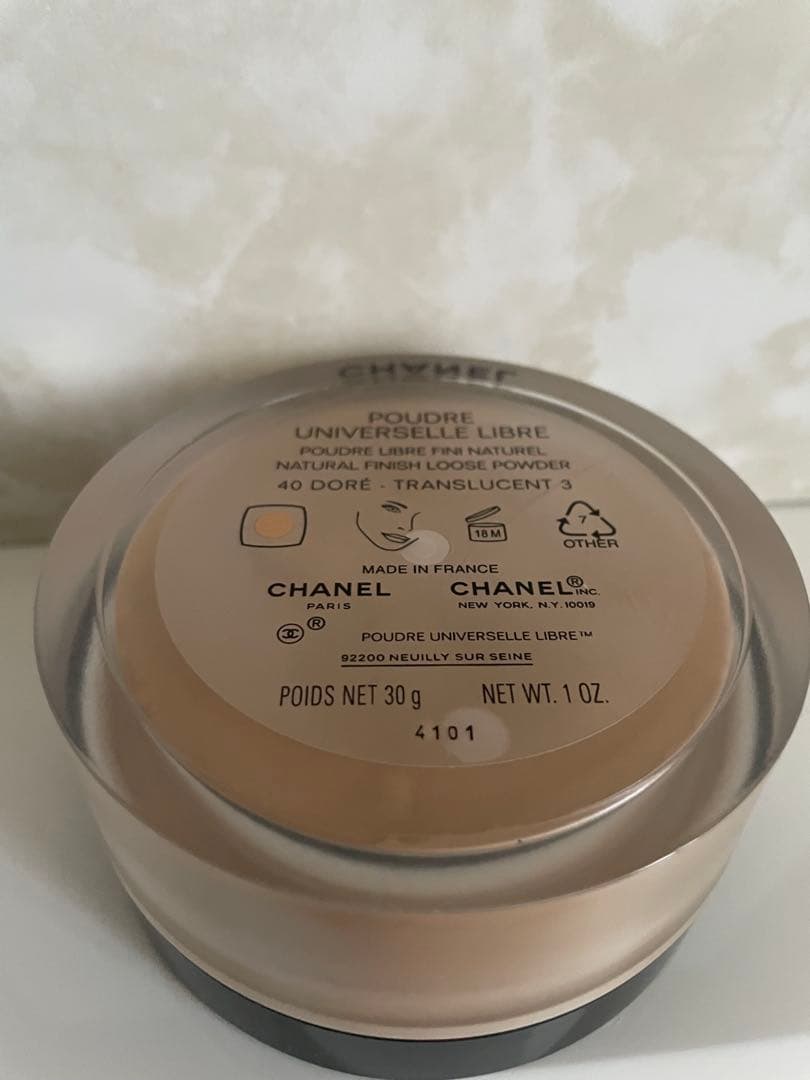 CHANEL
POUDRE
UNIVERSELLE LIBRE
POUDRE LIBRE FINI NATUREL
NATURAL FINISH LOOSE POWDER
40 DORÉ - TRANSLUCENT 3
18 M
7
OTHER
MADE IN FRANCE
CHANEL CHANEL® INC.
PARIS NEW YORK, N.Y. 10019
® POUDRE UNIVERSELLE LIBRE™
92200 NEUILLY SUR SEINE
POIDS NET 30 g NET WT. 1 OZ.
4101